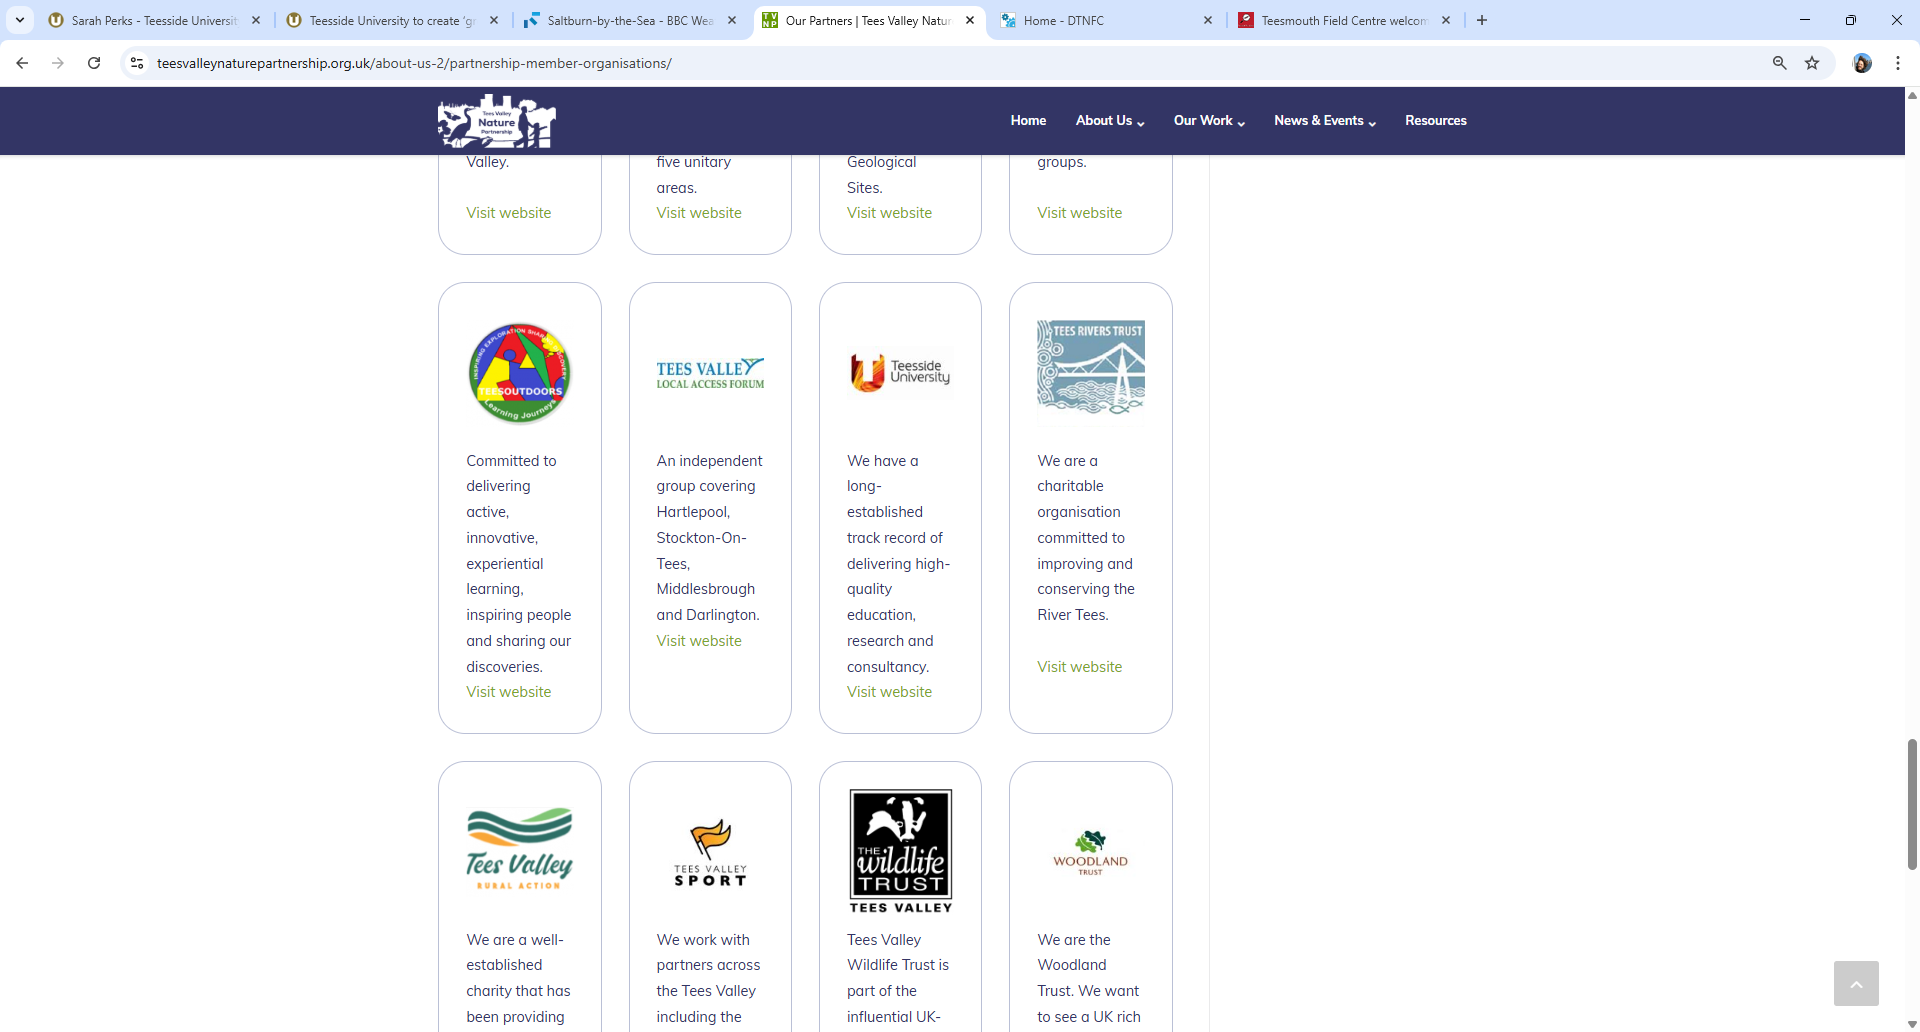 Sarah Perks - Teesside Universit
Teesside University to create 'gr
Saltburn-by-the-Sea - BBC Wea
Our Partners | Tees Valley Natur
Home - DTNFC
Teesmouth Field Centre welcom
teesvalleynaturepartnership.org.uk/about-us-2/partnership-member-organisations/
Tees Valley
Nature
Partnership
Home
About Us
Our Work
News & Events
Resources
Valley.
Visit website
five unitary
areas.
Visit website
Geological
Sites.
Visit website
groups.
Visit website
INSPIRING EXPLORATION SHARING DISCOVERY
TEESOUTDOORS
Learning Journeys
Committed to
delivering
active,
innovative,
experiential
learning,
inspiring people
and sharing our
discoveries.
Visit website
TEES VALLEY
LOCAL ACCESS FORUM
An independent
group covering
Hartlepool,
Stockton-On-
Tees,
Middlesbrough
and Darlington.
Visit website
Teesside
University
We have a
long-
established
track record of
delivering high-
quality
education,
research and
consultancy.
Visit website
TEES RIVERS TRUST
We are a
charitable
organisation
committed to
improving and
conserving the
River Tees.
Visit website
Tees Valley
RURAL ACTION
We are a well-
established
charity that has
been providing
TEES VALLEY
SPORT
We work with
partners across
the Tees Valley
including the
THE
wildlife
TRUST
TEES VALLEY
Tees Valley
Wildlife Trust is
part of the
influential UK-
WOODLAND
TRUST
We are the
Woodland
Trust. We want
to see a UK rich